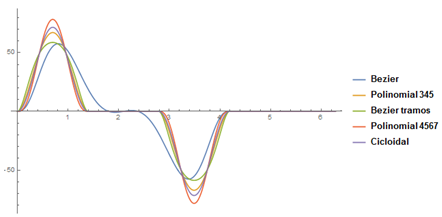 50
-50
1
2
3
4
5
6
Bezier
Polinomial 345
Bezier tramos
Polinomial 4567
Cicloidal